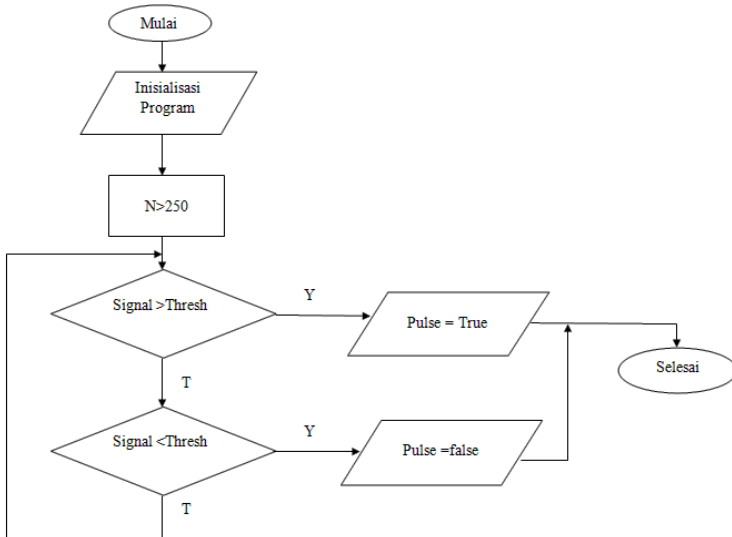 Mulai
Inisialisasi
Program
N>250
Signal >Thresh
Y
Pulse = True
Selesai
T
Signal <Thresh
Y
Pulse =false
T